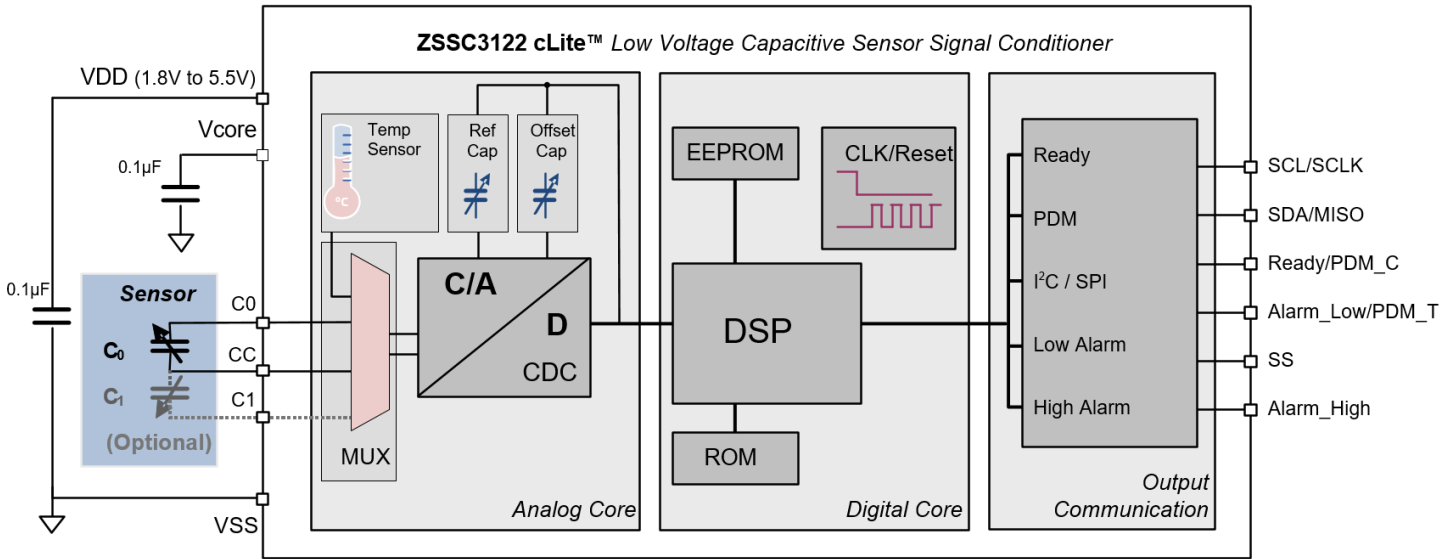 ZSSC3122 cLite™ Low Voltage Capacitive Sensor Signal Conditioner
VDD (1.8V to 5.5V)
Vcore
0.1µF
0.1µF
Sensor
C0
C₀
CC
C₁
C1
(Optional)
VSS
Temp
Sensor
°C
Ref
Cap
Offset
Cap
C/A
D
CDC
MUX
Analog Core
EEPROM
CLK/Reset
DSP
ROM
Digital Core
Ready
PDM
I²C / SPI
Low Alarm
High Alarm
Output
Communication
SCL/SCLK
SDA/MISO
Ready/PDM_C
Alarm_Low/PDM_T
SS
Alarm_High